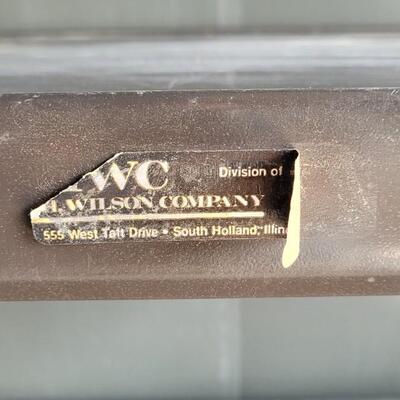 WC Division of
H. WILSON COMPANY
555 West Taft Drive • South Holland, Illin